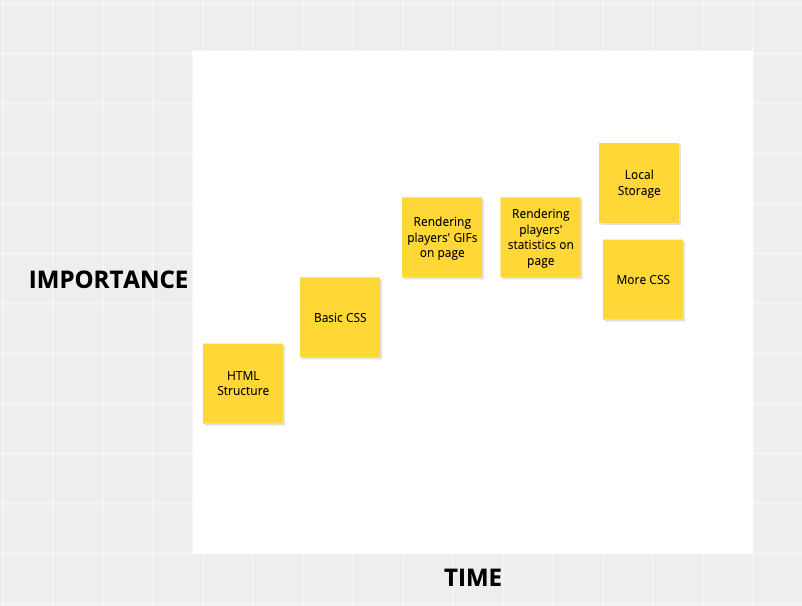 Local
Storage
Rendering
players' GIFs
on page
Rendering
players'
statistics on
page
More CSS
IMPORTANCE
Basic CSS
HTML
Structure
TIME